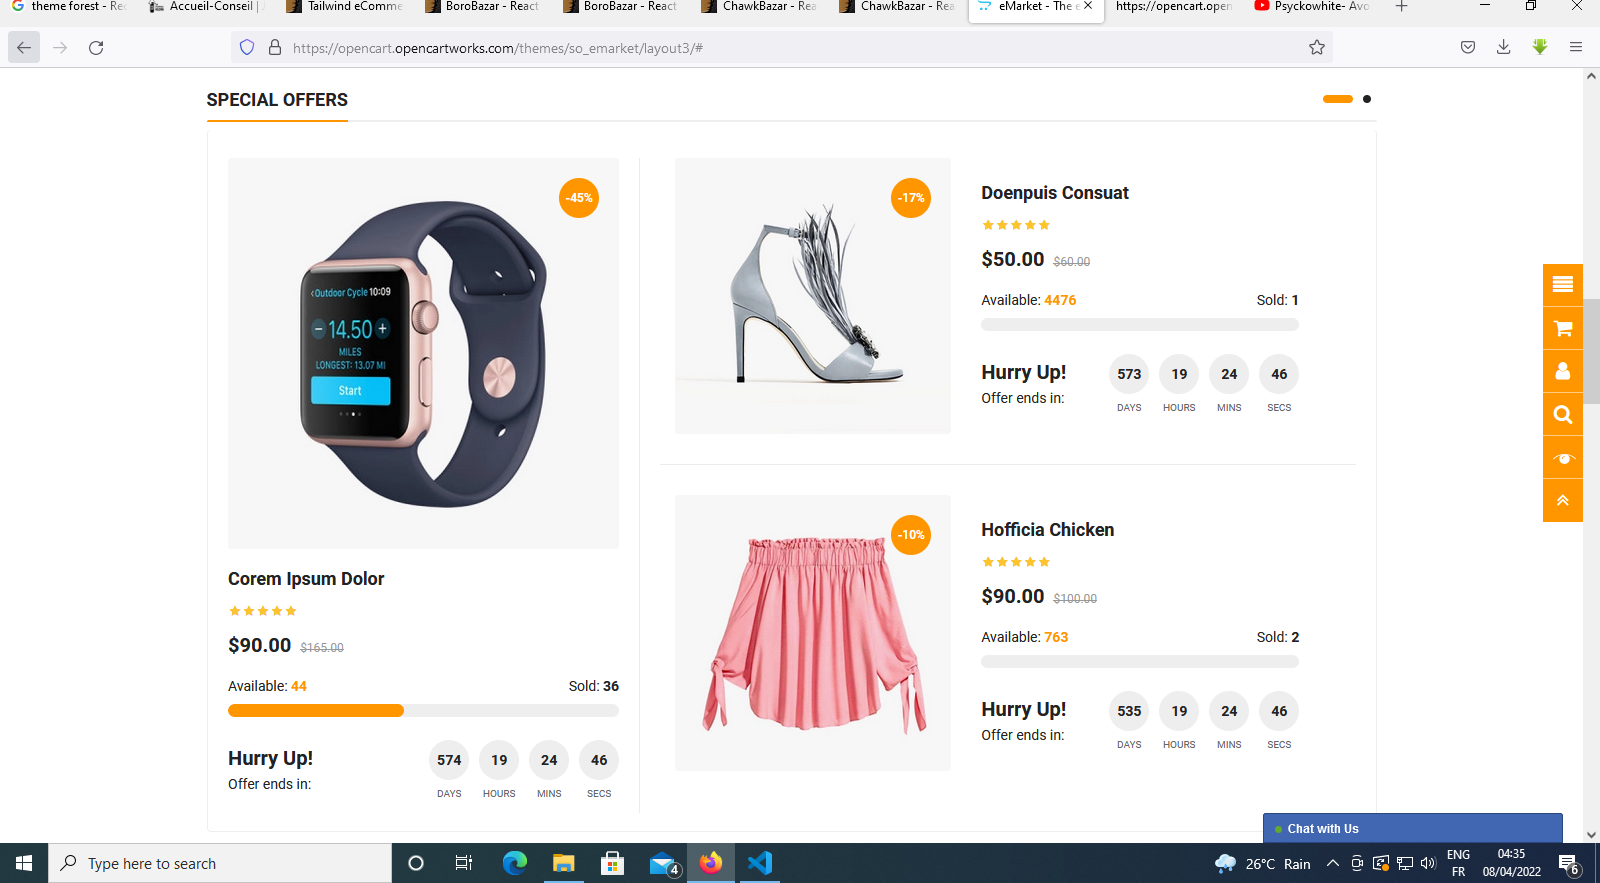 theme forest - Re
Accueil-Conseil |
Tailwind eComme
BoroBazar - React
BoroBazar - React
ChawkBazar - Rea
ChawkBazar - Rea
eMarket - The e
https://opencart.open
Psyckowhite- Avo
https://opencart.opencartworks.com/themes/so_emarket/layout3/#
SPECIAL OFFERS
-45%
Outdoor Cycle 10:09
14.50
MILES
LONGEST: 13.07 MI
Start
Corem Ipsum Dolor
$90.00 $165.00
Available: 44 Sold: 36
Hurry Up!
Offer ends in:
574 19 24 46
DAYS HOURS MINS SECS
-17%
Doenpuis Consuat
$50.00 $60.00
Available: 4476 Sold: 1
Hurry Up!
Offer ends in:
573 19 24 46
DAYS HOURS MINS SECS
-10%
Hofficia Chicken
$90.00 $100.00
Available: 763 Sold: 2
Hurry Up!
Offer ends in:
535 19 24 46
DAYS HOURS MINS SECS
Chat with Us
Type here to search
4
26°C Rain
ENG
FR
04:35
08/04/2022
6